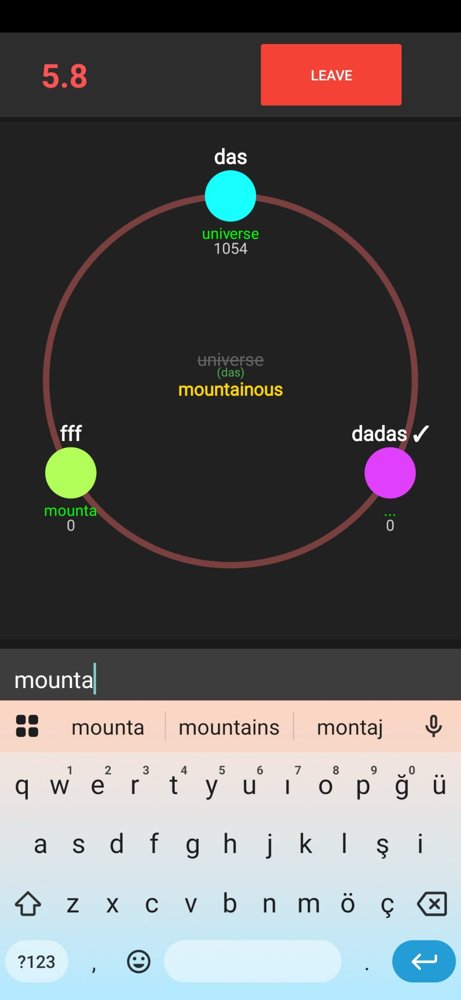 5.8
LEAVE
das
universe
1054
universe
(das)
mountainous
fff
dadas ✓
mounta
...
0
0
mounta
mounta mountains montaj
1 2 3 4 5 6 7 8 9 0
q w e r t y u ı o p ğ ü
a s d f g h j k l ş i
z x c v b n m ö ç
?123 , .